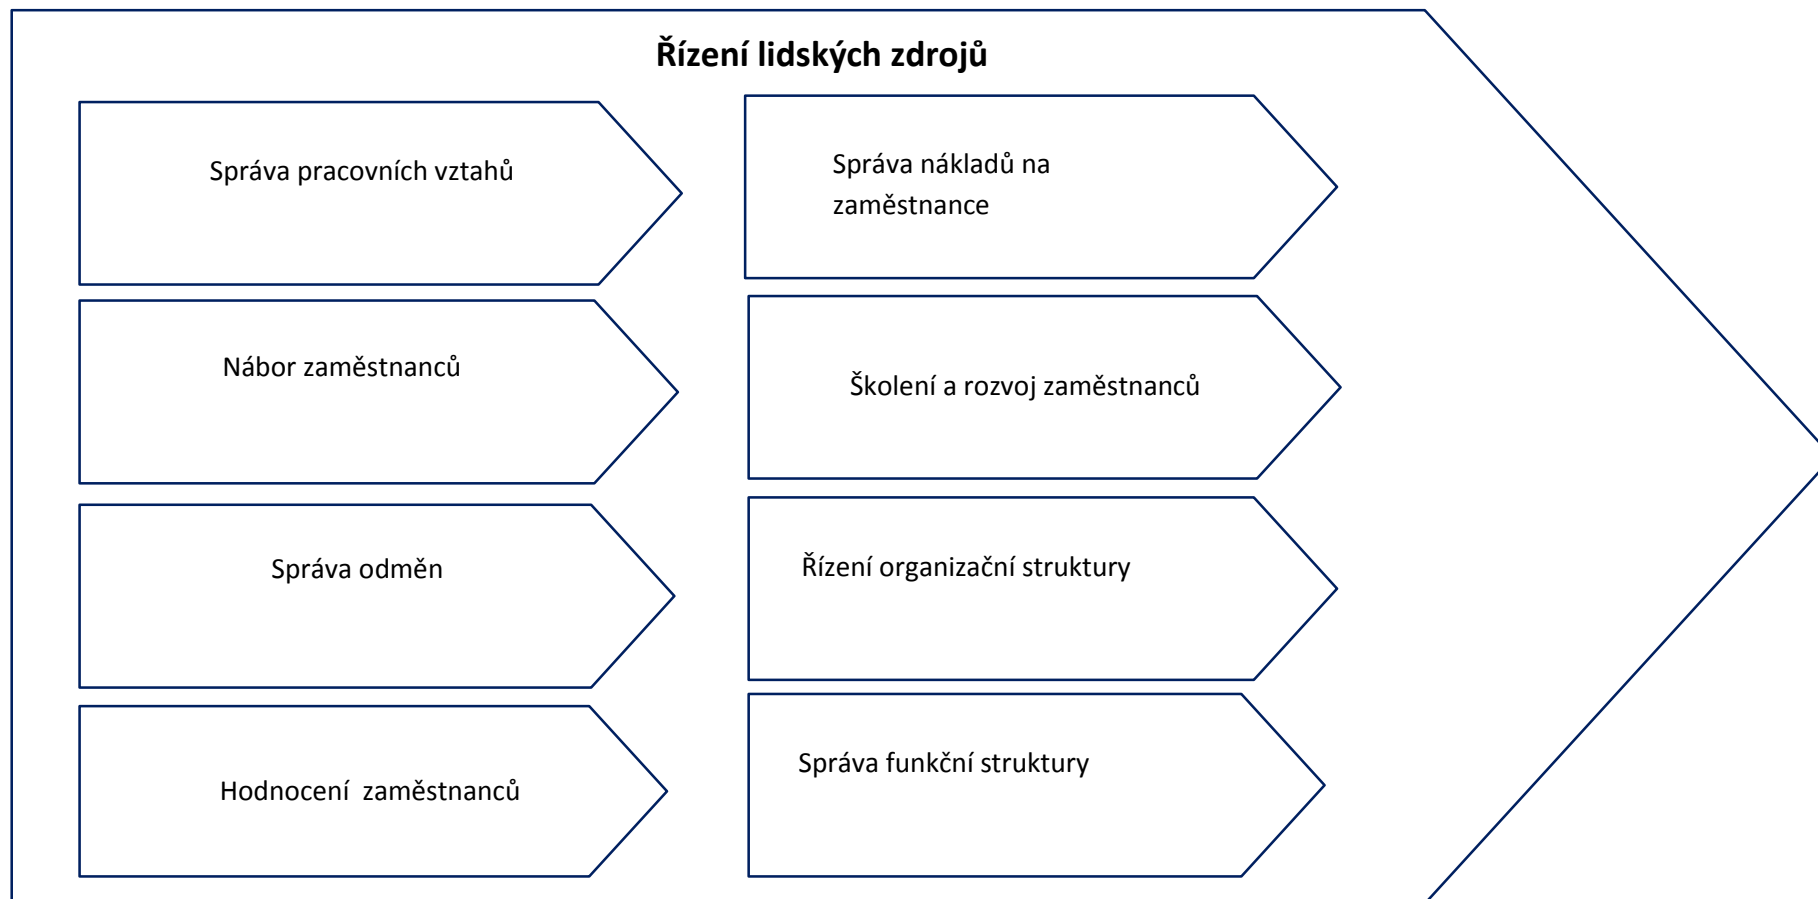 Řízení lidských zdrojů
Správa pracovních vztahů
Nábor zaměstnanců
Správa odměn
Hodnocení  zaměstnanců
Správa nákladů na
zaměstnance
Školení a rozvoj zaměstnanců
Řízení organizační struktury
Správa funkční struktury